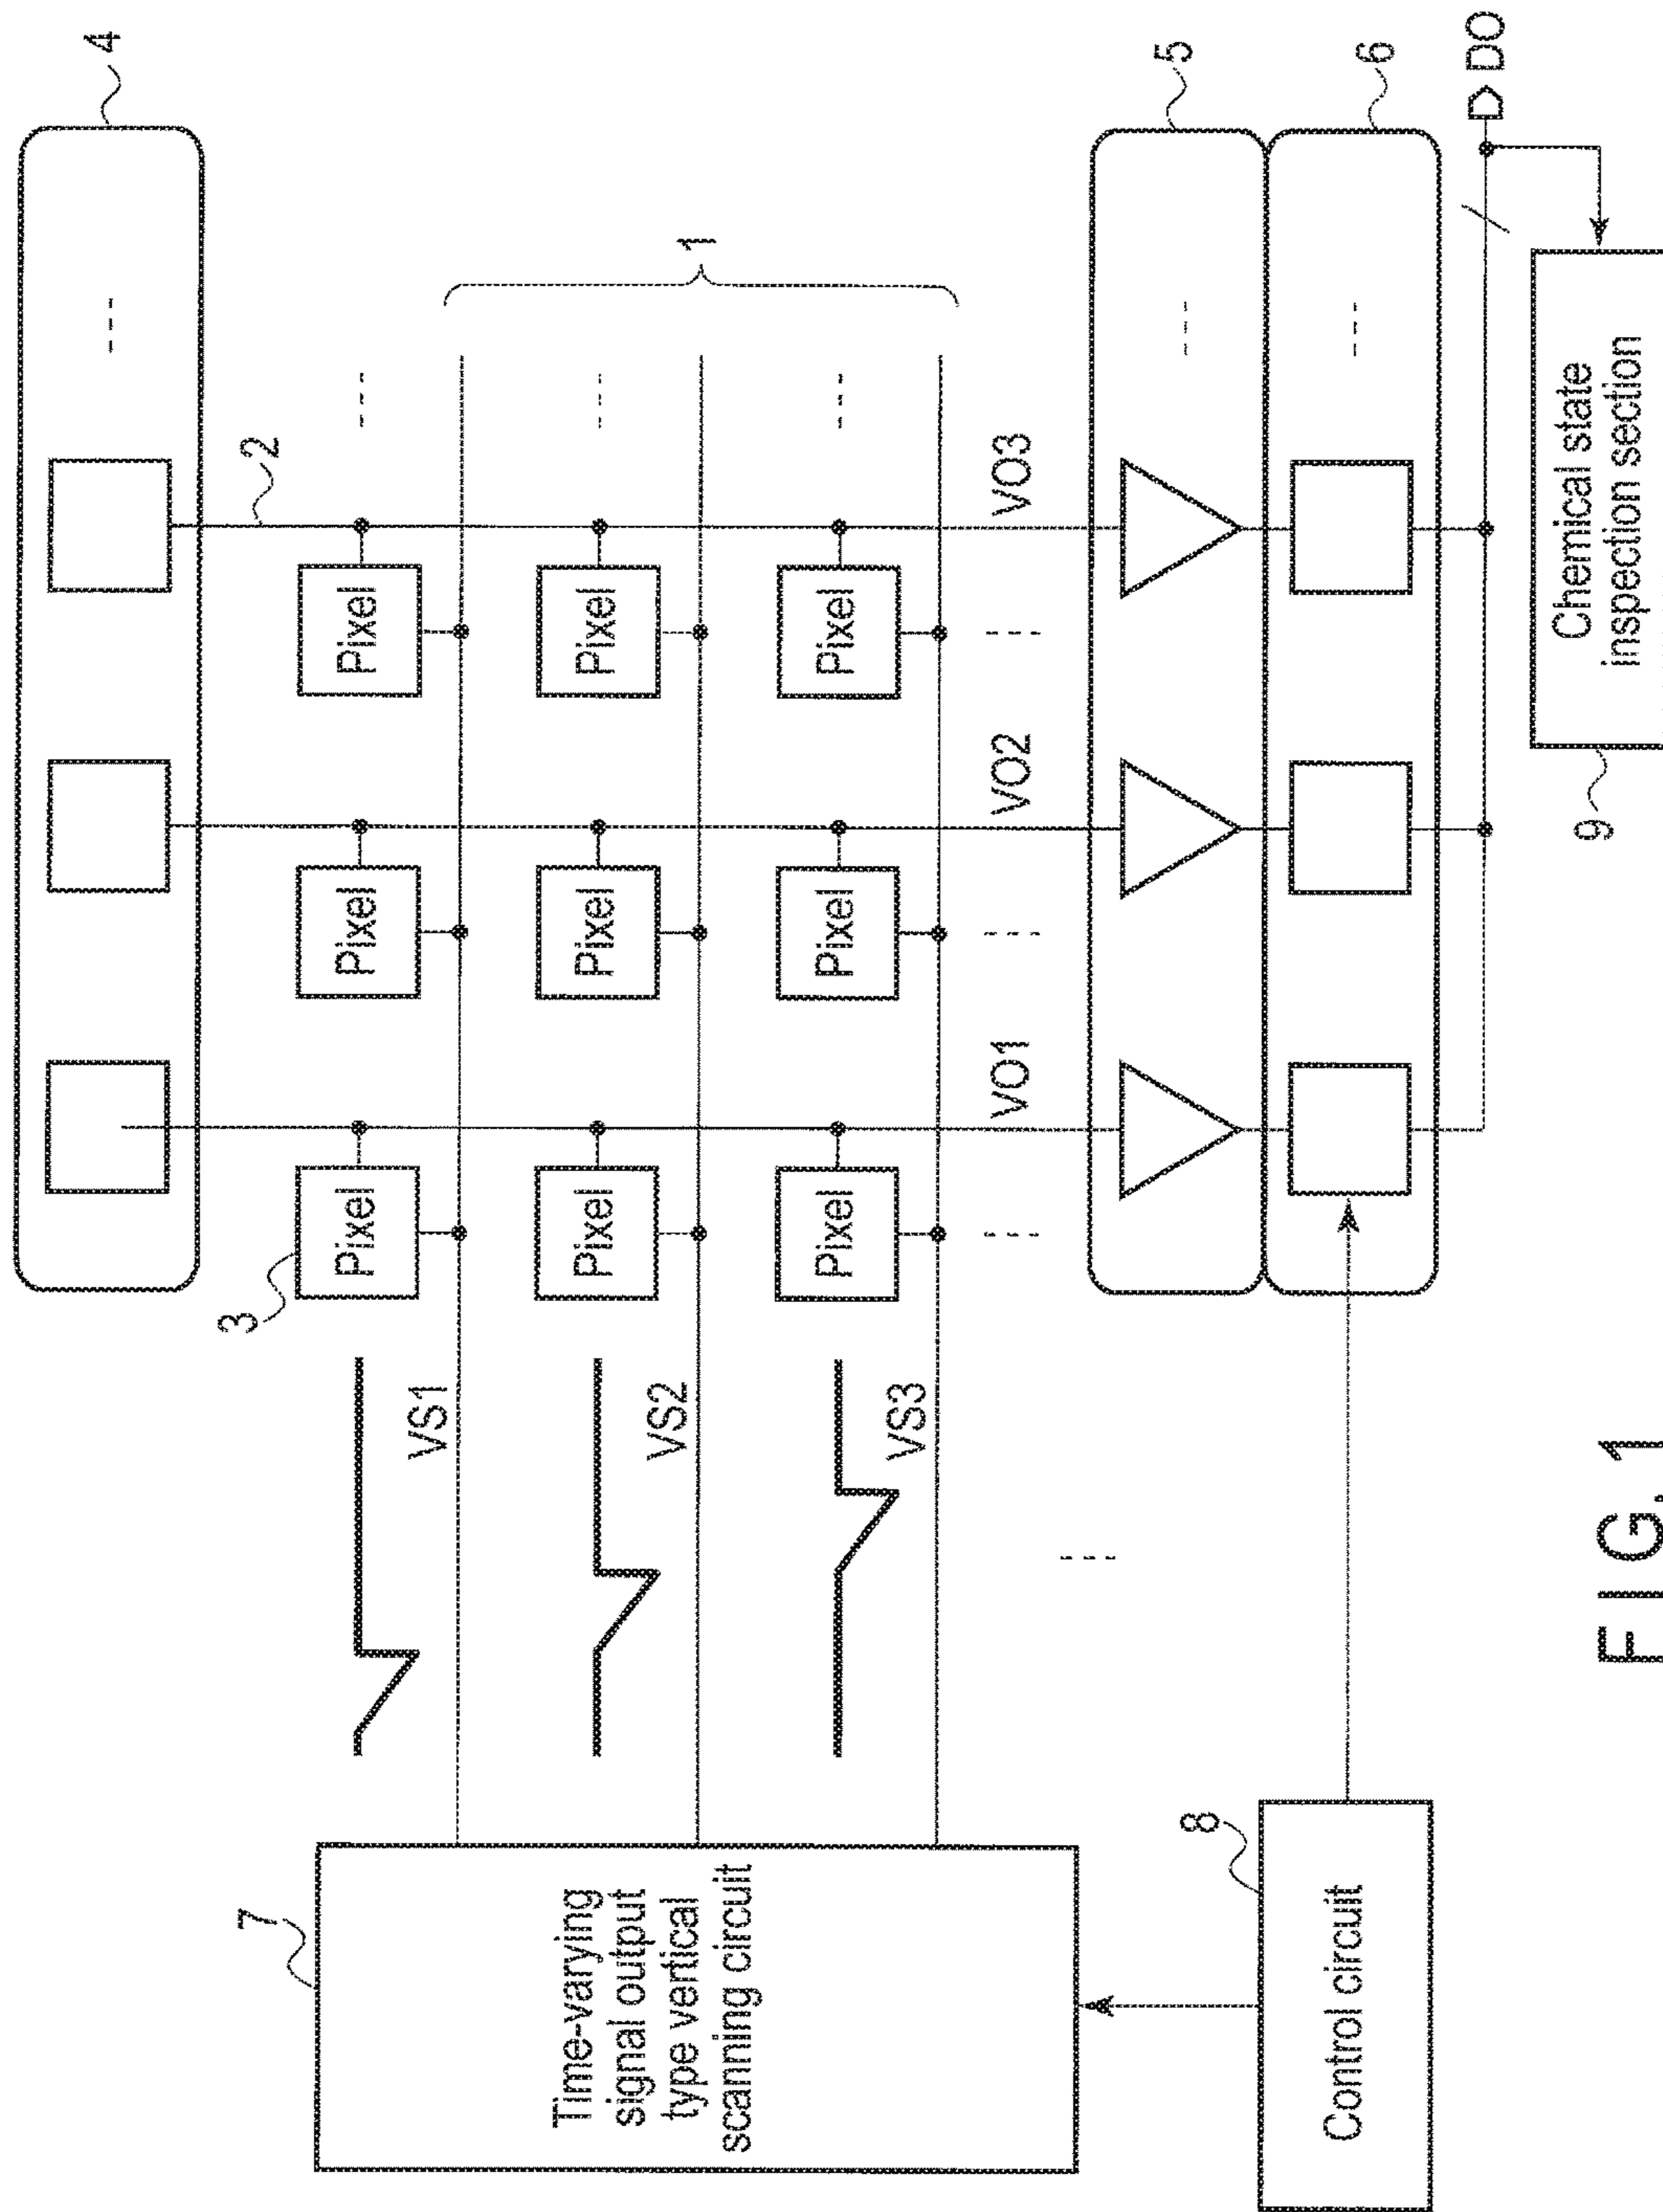 4
2
3
Pixel
Pixel
Pixel
7
VS1
1
Time-varying
signal output
type vertical
scanning circuit
Pixel
Pixel
Pixel
VS2
Pixel
Pixel
Pixel
VS3
VO1
VO2
VO3
5
8
Control circuit
6
DO
9
Chemical state
inspection section
FIG. 1